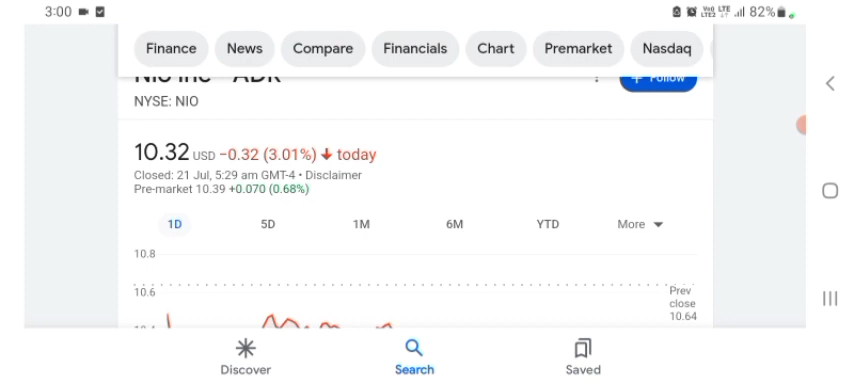 3:00
82%
Finance News Compare Financials Chart Premarket Nasdaq
Follow
NYSE: NIO
10.32 USD −0.32 (3.01%) ↓ today
Closed: 21 Jul, 5:29 am GMT-4 • Disclaimer
Pre-market 10.39 +0.070 (0.68%)
1D 5D 1M 6M YTD More
10.8
10.6
Prev
close
10.64
Discover Search Saved